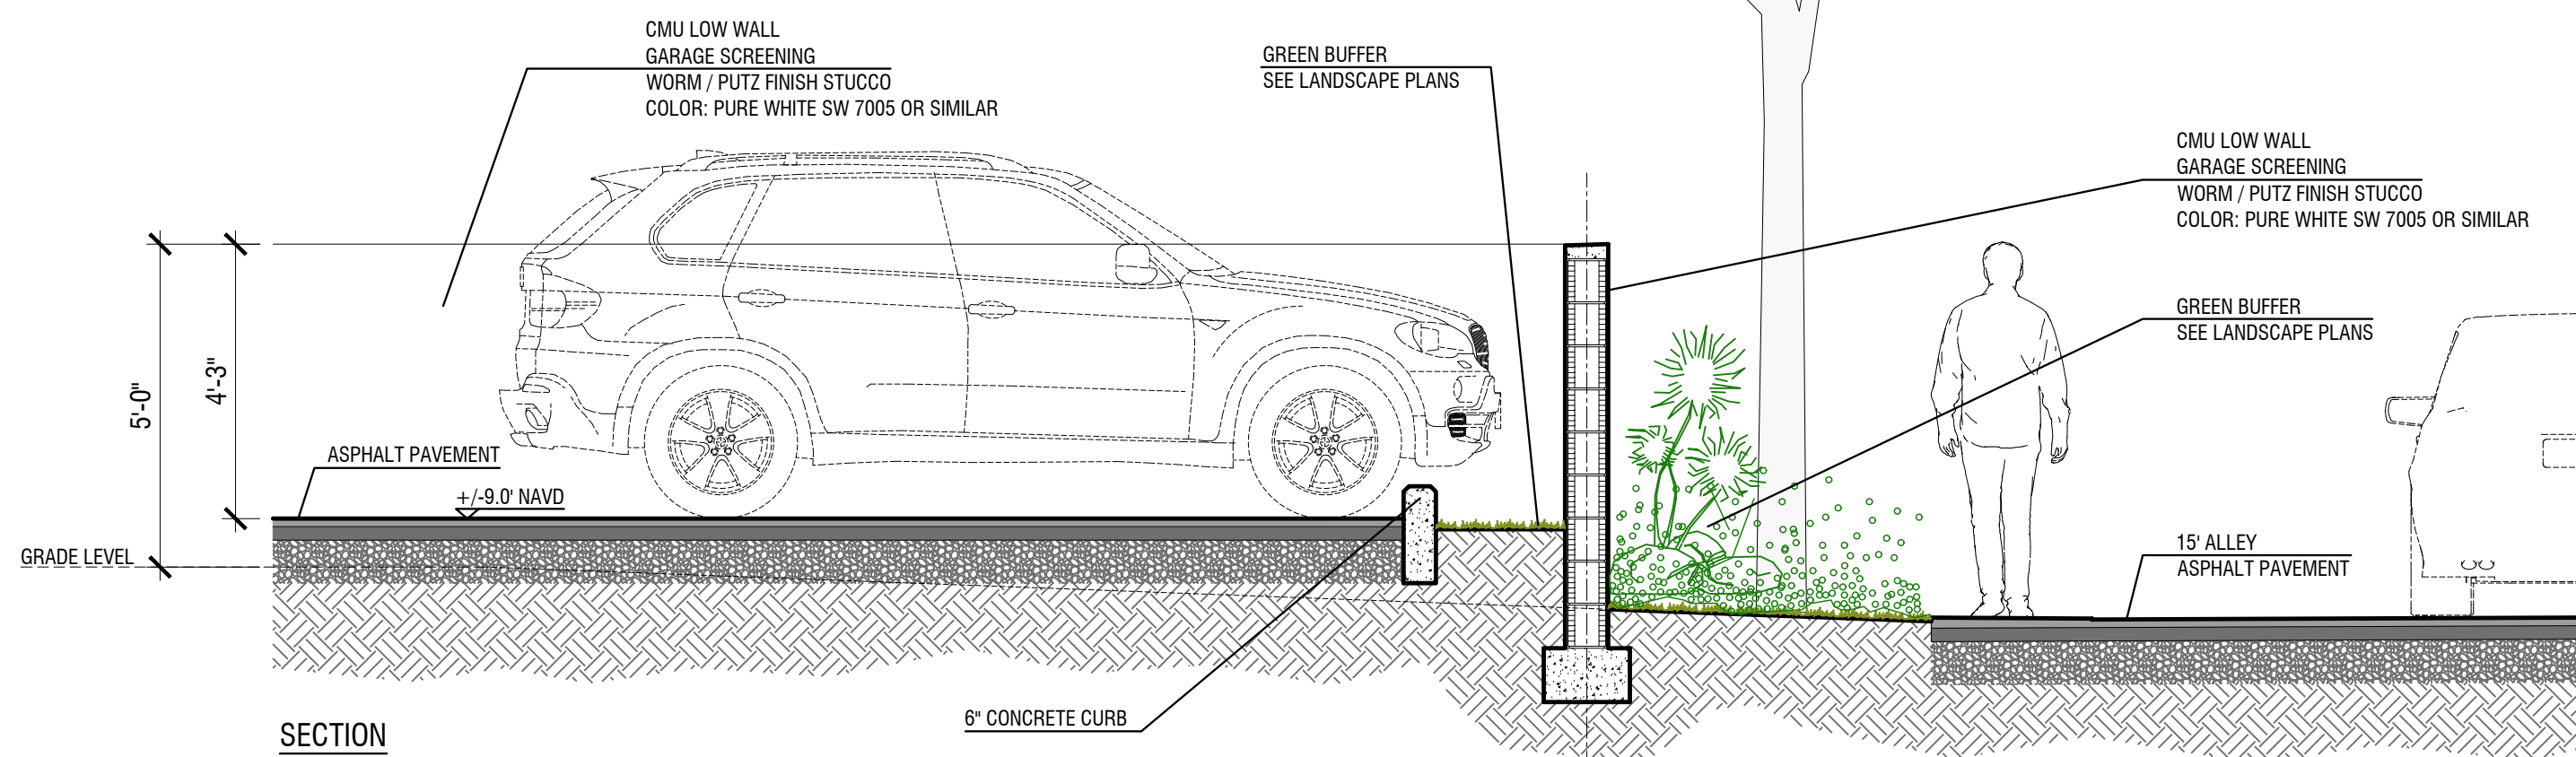 CMU LOW WALL
GARAGE SCREENING
WORM / PUTZ FINISH STUCCO
COLOR: PURE WHITE SW 7005 OR SIMILAR
GREEN BUFFER
SEE LANDSCAPE PLANS
CMU LOW WALL
GARAGE SCREENING
WORM / PUTZ FINISH STUCCO
COLOR: PURE WHITE SW 7005 OR SIMILAR
GREEN BUFFER
SEE LANDSCAPE PLANS
5'-0"
4'-3"
ASPHALT PAVEMENT
+/-9.0' NAVD
GRADE LEVEL
15' ALLEY
ASPHALT PAVEMENT
6" CONCRETE CURB
SECTION